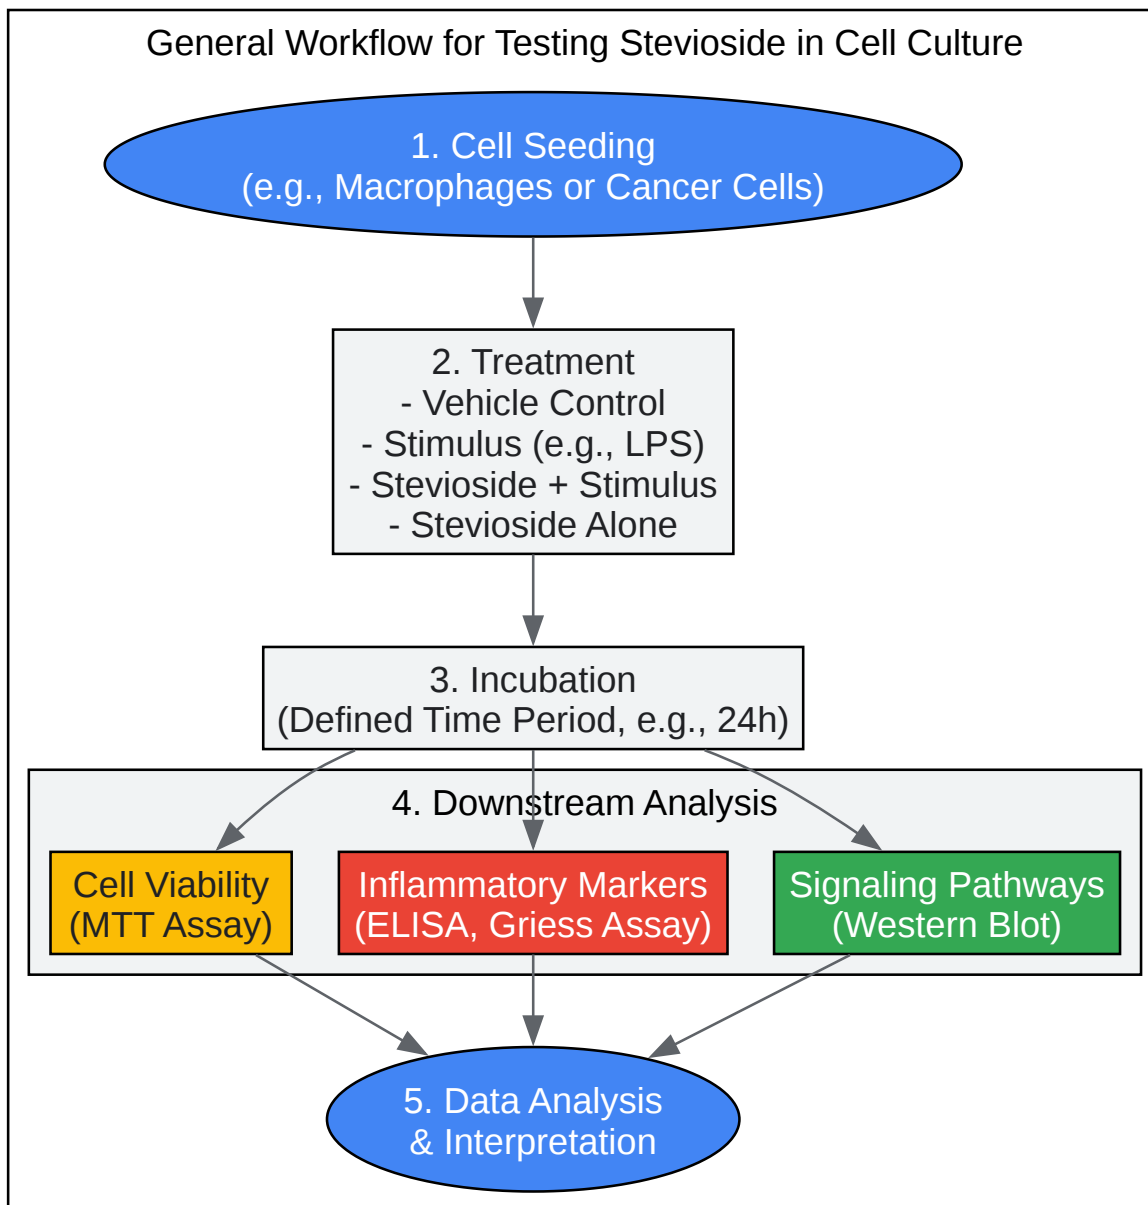 General Workflow for Testing Stevioside in Cell Culture
1. Cell Seeding
(e.g., Macrophages or Cancer Cells)
2. Treatment
- Vehicle Control
- Stimulus (e.g., LPS)
- Stevioside + Stimulus
- Stevioside Alone
3. Incubation
(Defined Time Period, e.g., 24h)
4. Downstream Analysis
Cell Viability
(MTT Assay)
Inflammatory Markers
(ELISA, Griess Assay)
Signaling Pathways
(Western Blot)
5. Data Analysis
& Interpretation